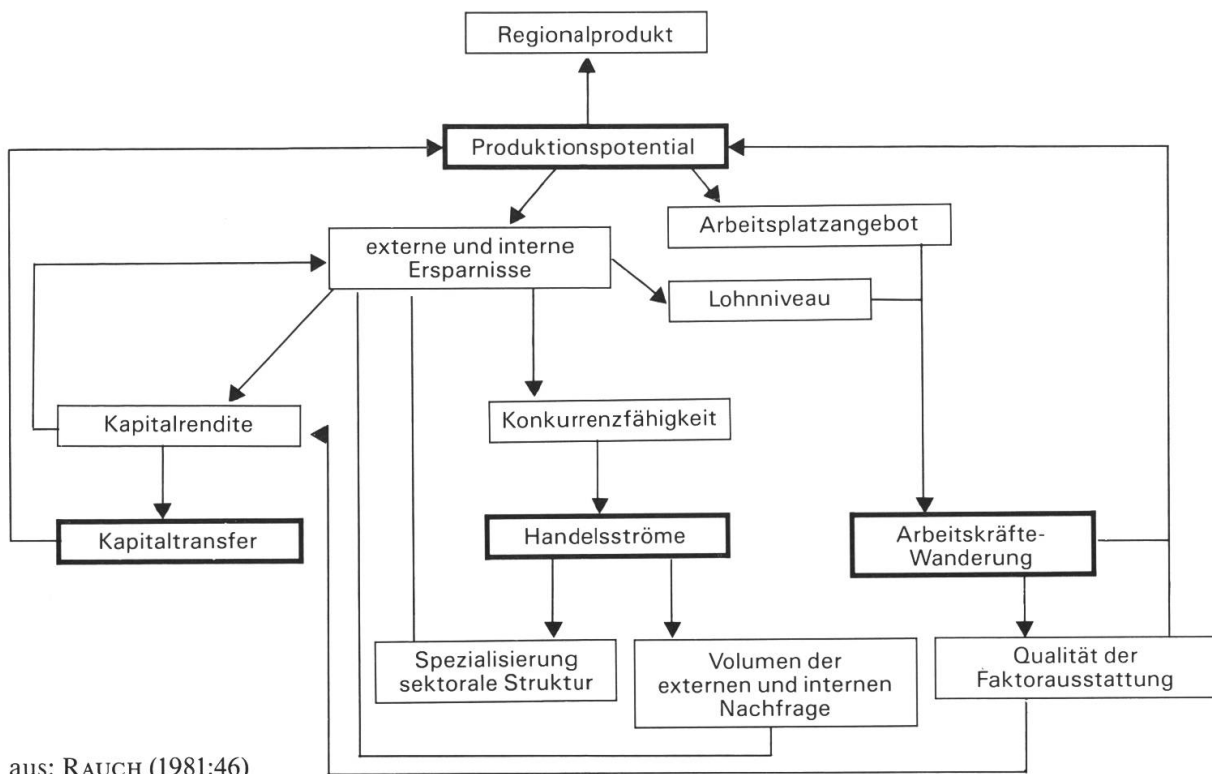 Regionalprodukt
Produktionspotential
Arbeitsplatzangebot
externe und interne
Ersparnisse
Lohnniveau
Kapitalrendite
Konkurrenzfähigkeit
Kapitaltransfer
Handelsströme
Arbeitskräfte-
Wanderung
Spezialisierung
sektorale Struktur
Volumen der
externen und internen
Nachfrage
Qualität der
Faktorausstattung
aus: RAUCH (1981:46)